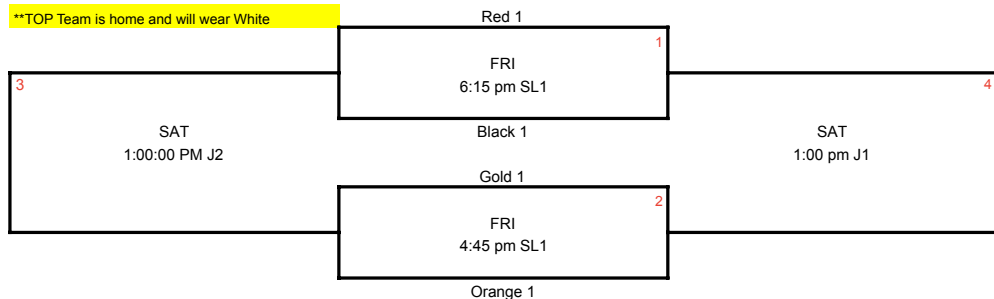 **TOP Team is home and will wear White
Red 1
1
FRI
6:15 pm SL1
3
4
SAT
1:00:00 PM J2
Black 1
SAT
1:00 pm J1
Gold 1
2
FRI
4:45 pm SL1
Orange 1